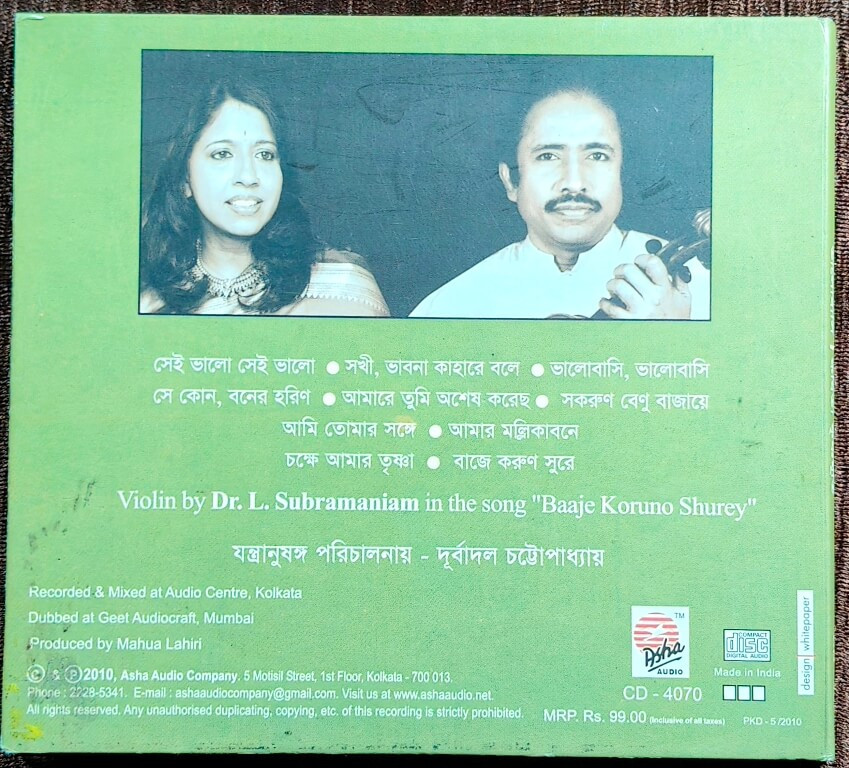 সেই ভালো সেই ভালো ● সখী, ভাবনা কাহারে বলে ● ভালোবাসি, ভালোবাসি
সে কোন, বনের হরিণ ● আমারে তুমি অশেষ করেছ ● সকরুণ বেণু বাজায়ে
আমি তোমার সঙ্গে ● আমার মল্লিকাবনে
চক্ষে আমার তৃষ্ণা ● বাজে করুণ সুরে
Violin by Dr. L. Subramaniam in the song "Baaje Koruno Shurey"
যন্ত্রানুষঙ্গ পরিচালনায় - দূর্বাদল চট্টোপাধ্যায়
Recorded & Mixed at Audio Centre, Kolkata
Dubbed at Geet Audiocraft, Mumbai
Produced by Mahua Lahiri
© & ℗ 2010, Asha Audio Company. 5 Motisil Street, 1st Floor, Kolkata - 700 013.
Phone : 2228-5341. E-mail : ashaaudiocompany@gmail.com. Visit us at www.ashaaudio.net.
All rights reserved. Any unauthorised duplicating, copying, etc. of this recording is strictly prohibited.
TM
Asha
AUDIO
CD - 4070
MRP. Rs. 99.00 (Inclusive of all taxes)
COMPACT
disc
DIGITAL AUDIO
Made in India
PKD - 5/2010
design whitepaper